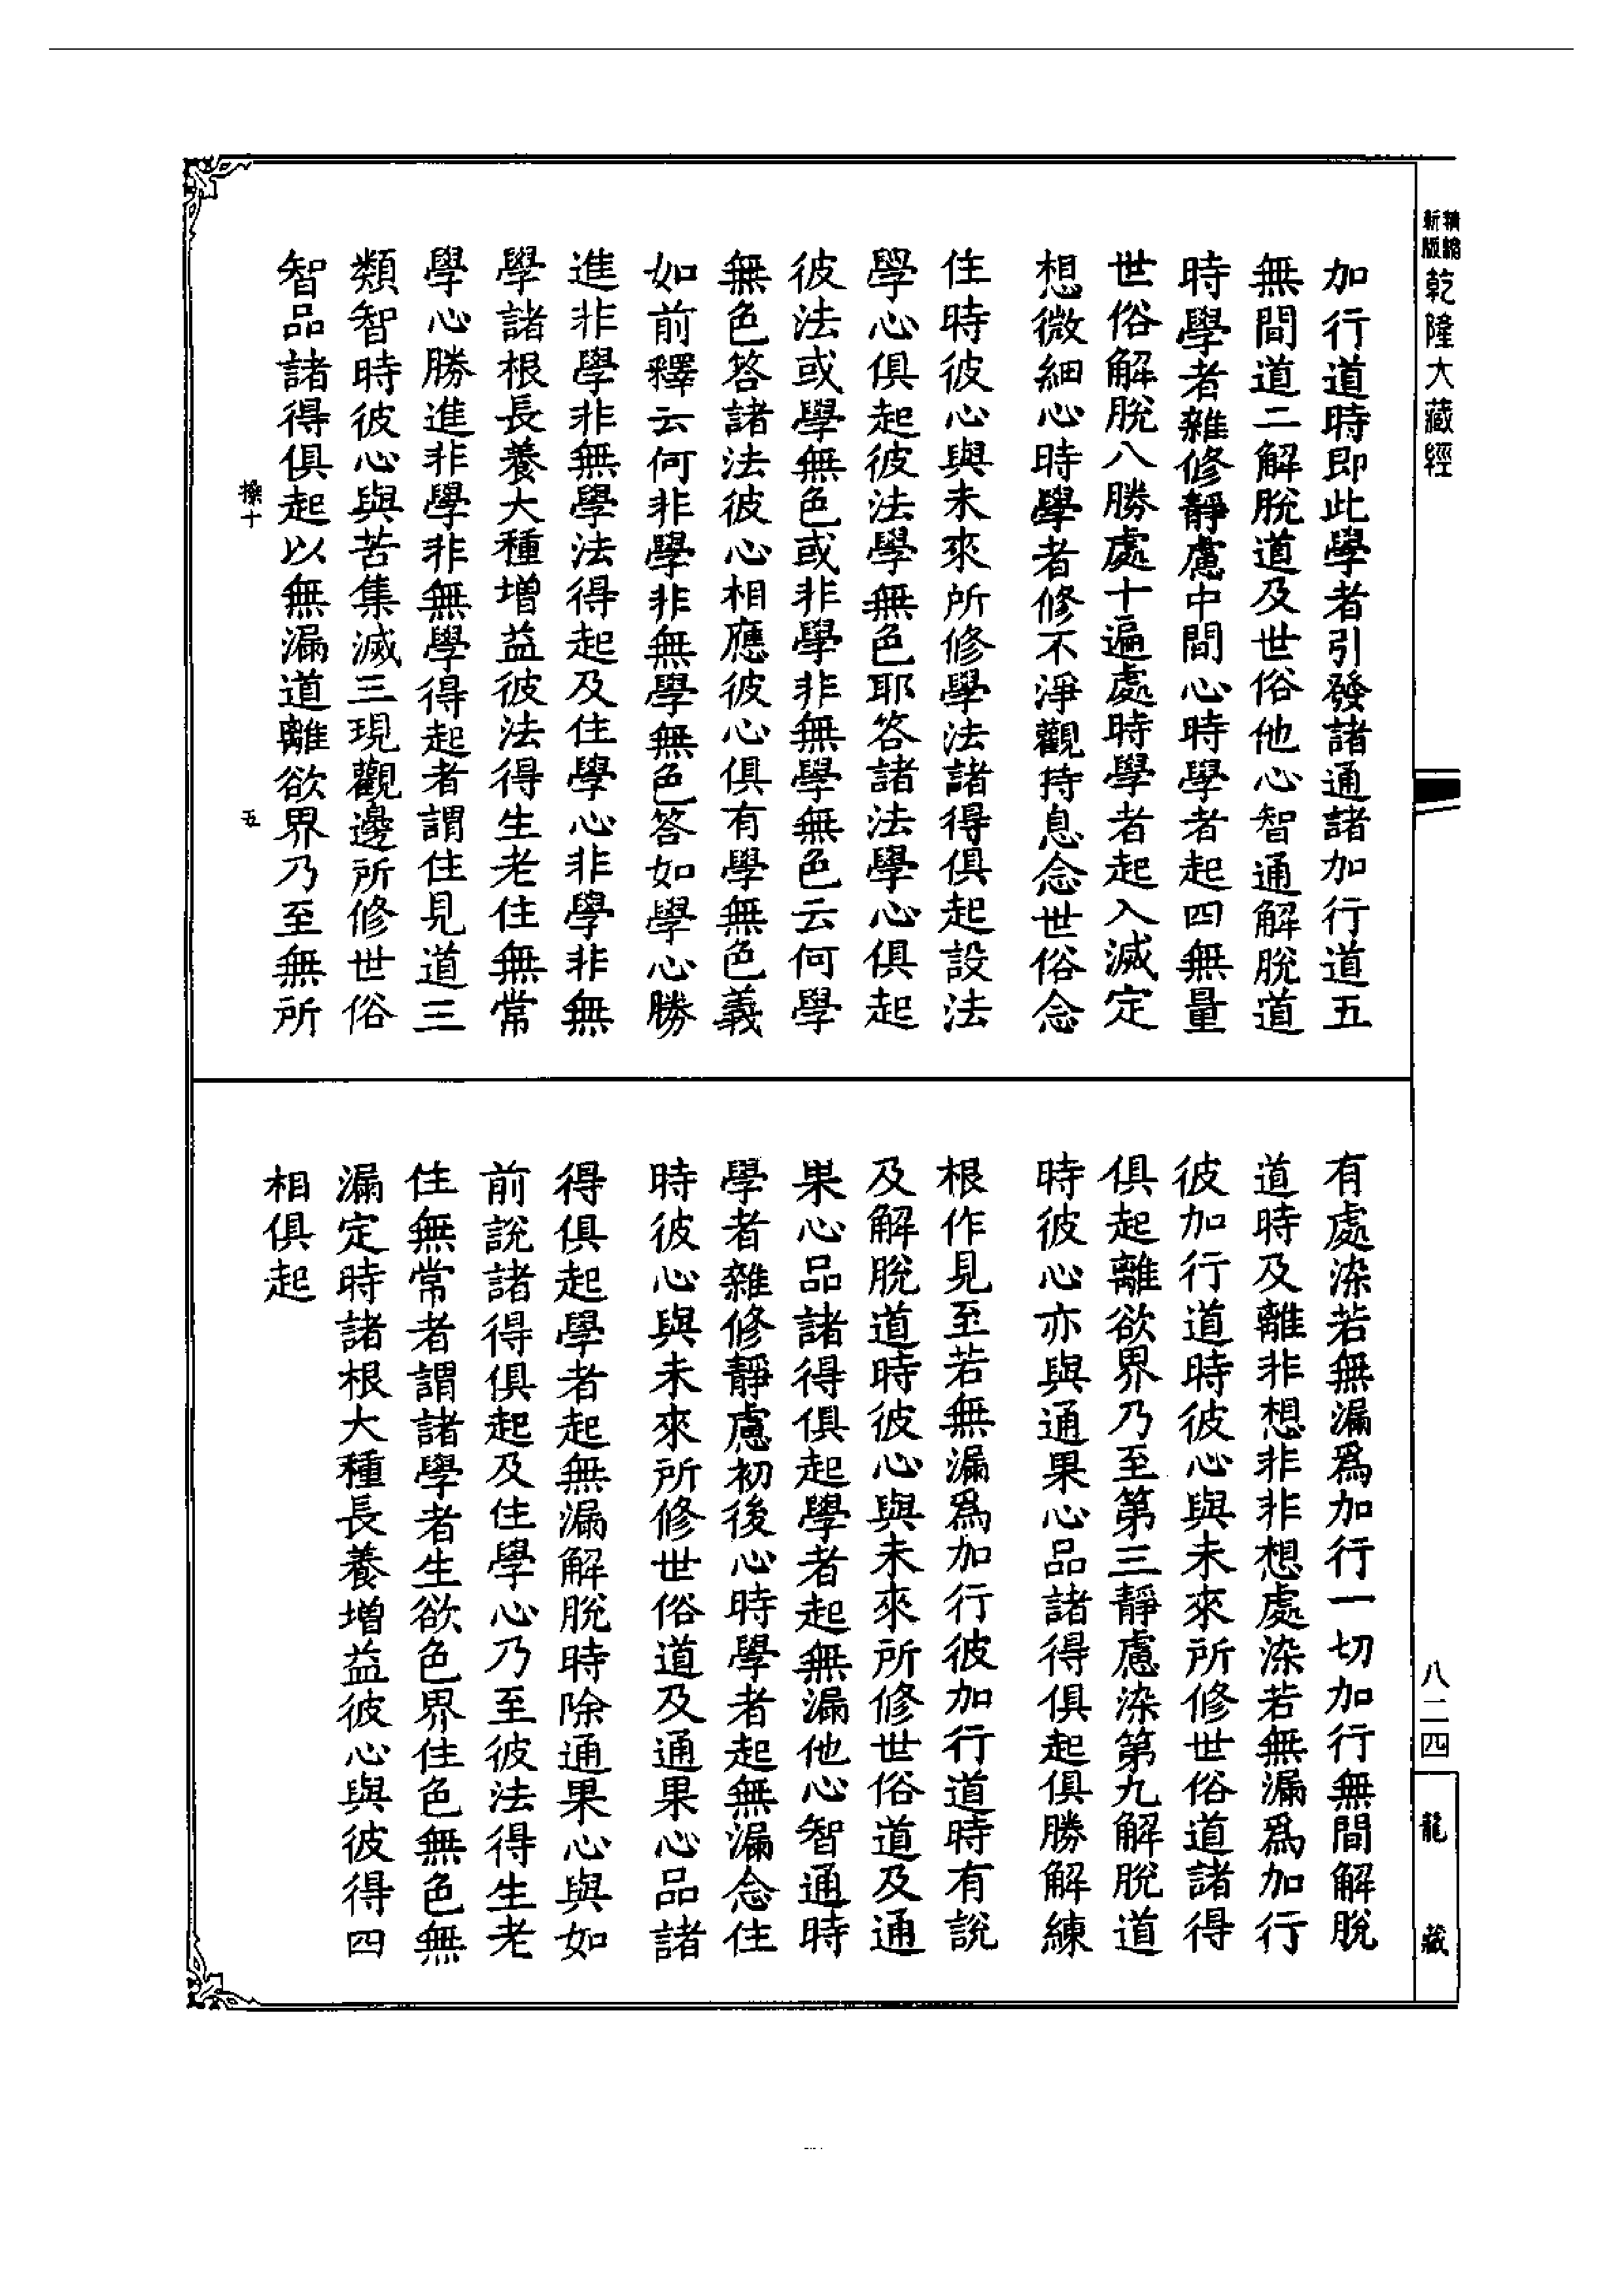 精縮新版乾隆大藏經
加行道時即此學者引發諸通諸加行道五
無間道二解脫道及世俗他心智通解脫道
時學者雜修靜慮中間心時學者起四無量
世俗解脫八勝處十遍處時學者起入滅定
想微細心時學者修不淨觀持息念世俗念
住時彼心與未來所修學法諸得俱起設法
學心俱起彼法學無色耶答諸法學心俱起
彼法或學無色或非學非無學無色云何學
無色答諸法彼心相應彼心俱有學無色義
如前釋云何非學非無學無色答如學心勝
進非學非無學法得起及住學心非學非無
學諸根長養大種增益彼法得生老住無常
學心勝進非學非無學得起者謂住見道三
類智時彼心與苦集滅三現觀邊所修世俗
智品諸得俱起以無漏道離欲界乃至無所
操十 五
有處染若無漏爲加行一切加行無間解脫
道時及離非想非非想處染若無漏爲加行
彼加行道時彼心與未來所修世俗道諸得
俱起離欲界乃至第三靜慮染第九解脫道
時彼心亦與通果心品諸得俱起俱勝解練
根作見至若無漏爲加行彼加行道時有說
及解脫道時彼心與未來所修世俗道及通
果心品諸得俱起學者起無漏他心智通時
學者雜修靜慮初後心時學者起無漏念住
時彼心與未來所修世俗道及通果心品諸
得俱起學者起無漏解脫時除通果心與如
前說諸得俱起及住學心乃至彼法得生老
住無常者謂諸學者生欲色界住色無色無
漏定時諸根大種長養增益彼心與彼得四
相俱起
八二四
龍藏